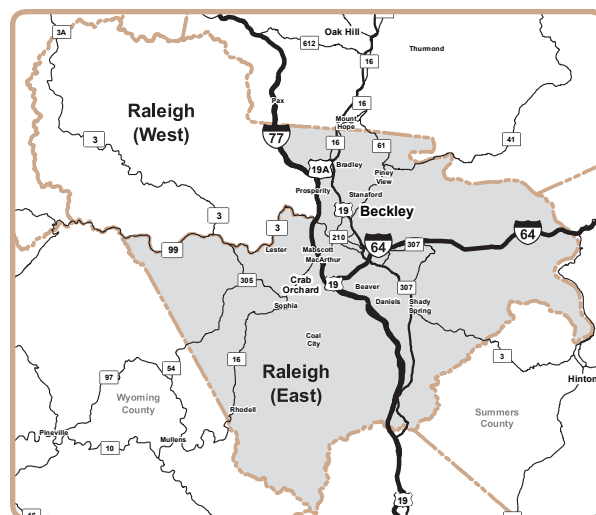 3A
Oak Hill
612
Thurmond
16
Raleigh
(West)
Pax
16
Mount
Hope
3
77
16
61
41
19A
Bradley
Piney
View
Prosperity
Stanaford
3
19
Beckley
3
210
64
307
64
99
Lester
Mabscott
MacArthur
305
Crab
Orchard
19
Beaver
307
Sophia
Daniels
Shady
Spring
Coal
City
16
3
54
97
Raleigh
(East)
Hinton
Wyoming
County
Rhodell
Summers
County
Pineville
Mullens
10
19